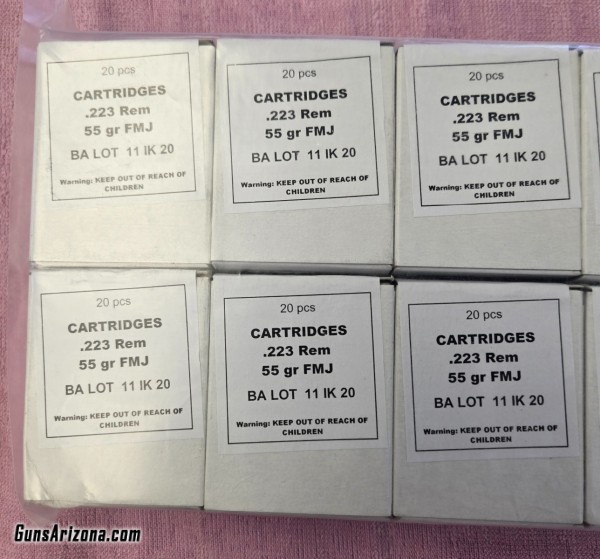 20 pcs
CARTRIDGES
.223 Rem
55 gr FMJ
BA LOT 11 IK 20
Warning: KEEP OUT OF REACH OF
CHILDREN
20 pcs
CARTRIDGES
.223 Rem
55 gr FMJ
BA LOT 11 IK 20
Warning: KEEP OUT OF REACH OF
CHILDREN
20 pcs
CARTRIDGES
.223 Rem
55 gr FMJ
BA LOT 11 IK 20
Warning: KEEP OUT OF REACH OF
CHILDREN
20 pcs
CARTRIDGES
.223 Rem
55 gr FMJ
BA LOT 11 IK 20
Warning: KEEP OUT OF REACH OF
CHILDREN
20 pcs
CARTRIDGES
.223 Rem
55 gr FMJ
BA LOT 11 IK 20
Warning: KEEP OUT OF REACH OF
CHILDREN
20 pcs
CARTRIDGES
.223 Rem
55 gr FMJ
BA LOT 11 IK 20
Warning: KEEP OUT OF REACH OF
CHILDREN
GunsArizona.com